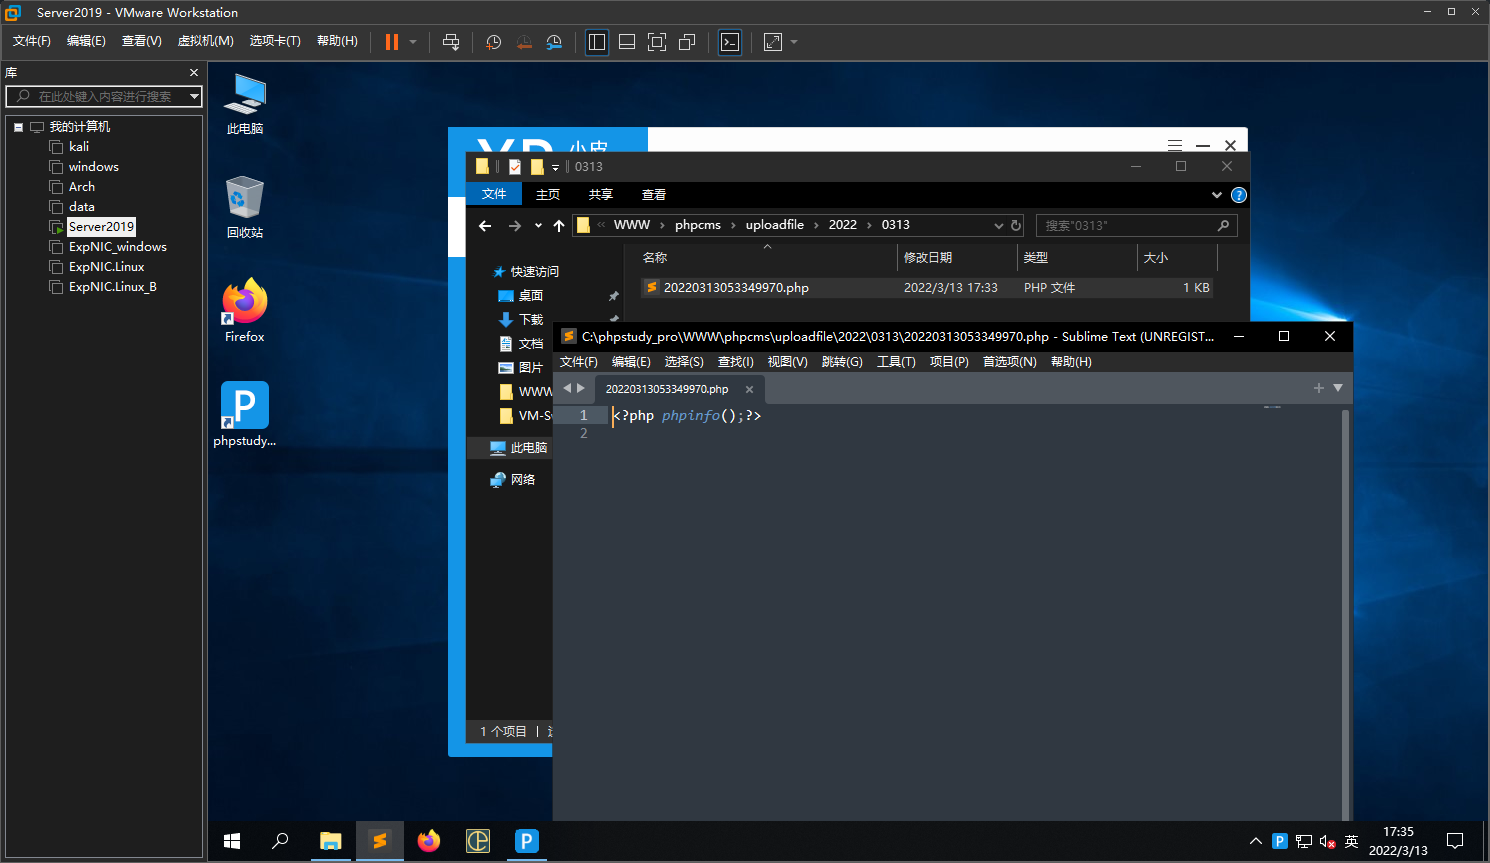 Server2019 - VMware Workstation
文件(F) 编辑(E) 查看(V) 虚拟机(M) 选项卡(T) 帮助(H)
库
在此处键入内容进行搜索
我的计算机
kali
windows
Arch
data
Server2019
ExpNIC_windows
ExpNIC.Linux
ExpNIC.Linux_B
此电脑
回收站
Firefox
P
phpstudy...
小皮
0313
文件 主页 共享 查看
WWW › phpcms › uploadfile › 2022 › 0313
搜索"0313"
名称 修改日期 类型 大小
20220313053349970.php 2022/3/13 17:33 PHP 文件 1 KB
快速访问
桌面
下载
文档
图片
WWW
此电脑
网络
1 个项目
C:\phpstudy_pro\WWW\phpcms\uploadfile\2022\0313\20220313053349970.php - Sublime Text (UNREGIST...
文件(F) 编辑(E) 选择(S) 查找(I) 视图(V) 跳转(G) 工具(T) 项目(P) 首选项(N) 帮助(H)
20220313053349970.php
1 <?php phpinfo();?>
2
P
P
英
17:35
2022/3/13